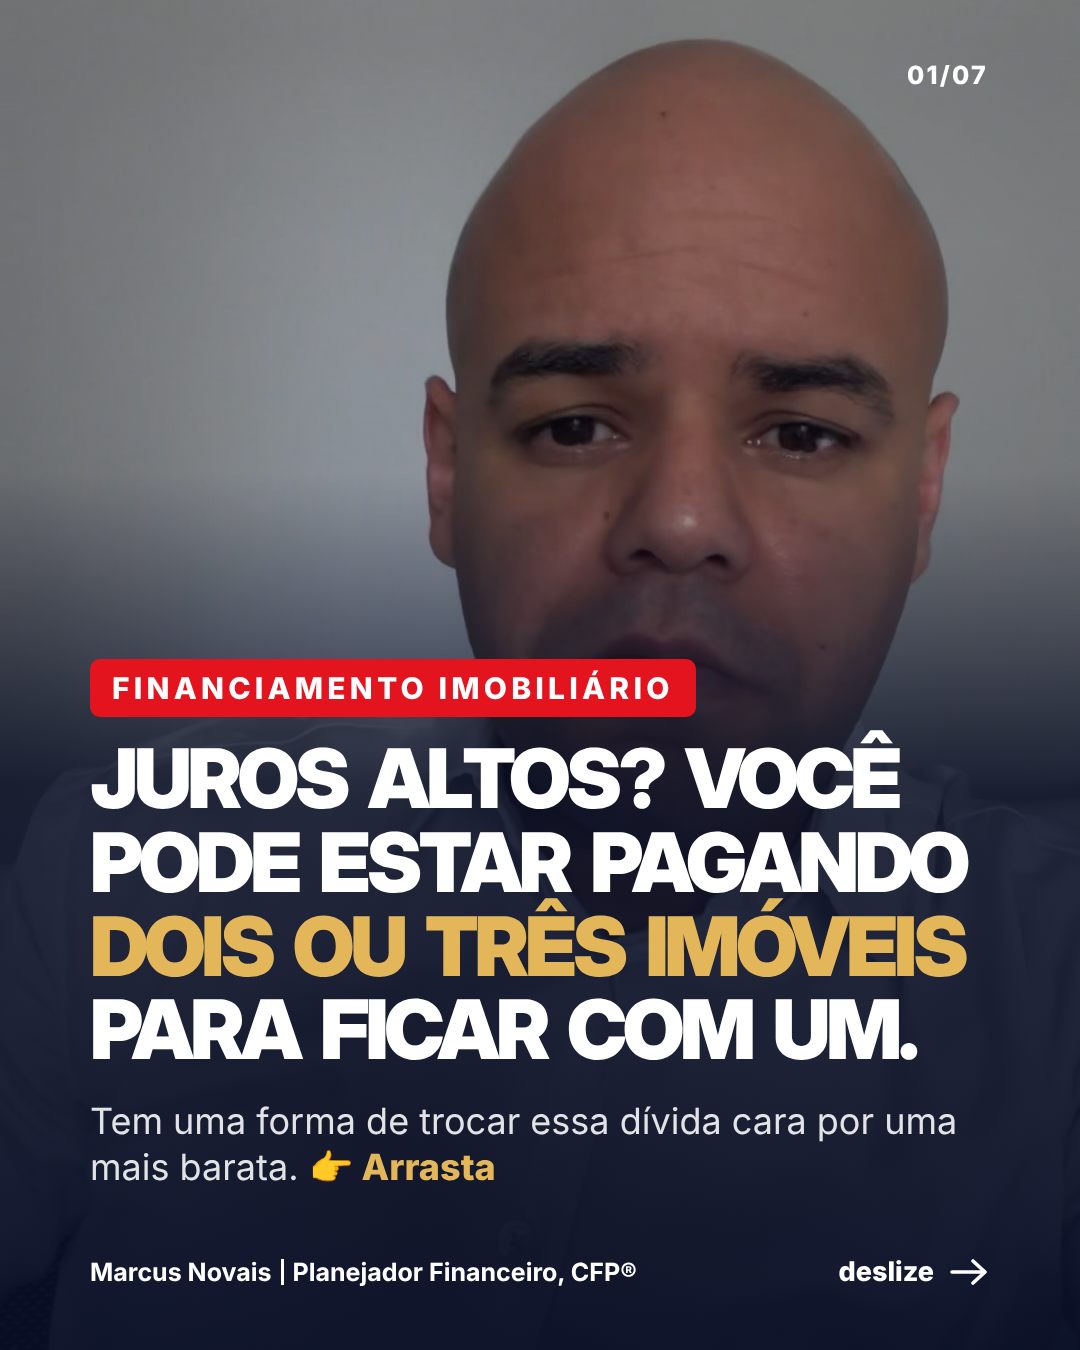 01/07
FINANCIAMENTO IMOBILIÁRIO
JUROS ALTOS? VOCÊ
PODE ESTAR PAGANDO
DOIS OU TRÊS IMÓVEIS
PARA FICAR COM UM.
Tem uma forma de trocar essa dívida cara por uma
mais barata. 👉 Arrasta
Marcus Novais | Planejador Financeiro, CFP®
deslize →